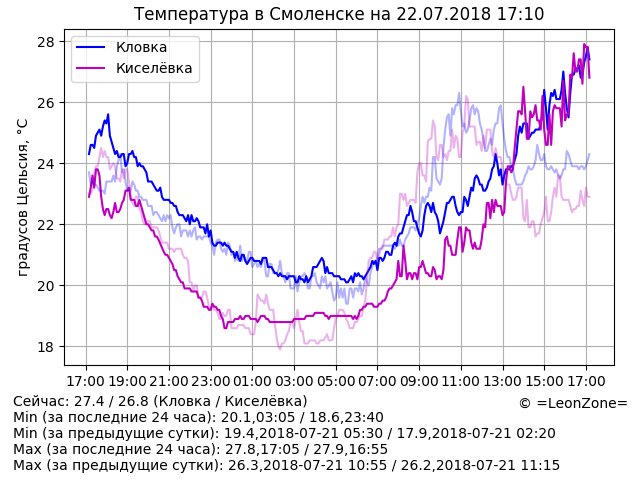 Температура в Смоленске на 22.07.2018 17:10
28
26
24
22
20
18
градусов Цельсия, °C
Кловка
Киселёвка
17:00 19:00 21:00 23:00 01:00 03:00 05:00 07:00 09:00 11:00 13:00 15:00 17:00
Сейчас: 27.4 / 26.8 (Кловка / Киселёвка)
© =LeonZone=
Min (за последние 24 часа): 20.1,03:05 / 18.6,23:40
Min (за предыдущие сутки): 19.4,2018-07-21 05:30 / 17.9,2018-07-21 02:20
Max (за последние 24 часа): 27.8,17:05 / 27.9,16:55
Max (за предыдущие сутки): 26.3,2018-07-21 10:55 / 26.2,2018-07-21 11:15